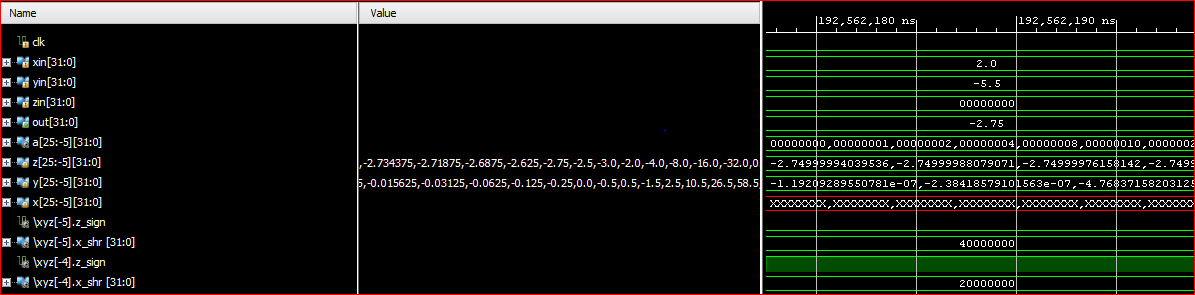 Name Value 192,562,180 ns 192,562,190 ns
clk
xin[31:0] 2.0
yin[31:0] -5.5
zin[31:0] 00000000
out[31:0] -2.75
a[25:-5][31:0] 00000000,00000001,00000002,00000004,00000008,00000010,0000002
z[25:-5][31:0] ,-2.734375,-2.71875,-2.6875,-2.625,-2.75,-2.5,-3.0,-2.0,-4.0,-8.0,-16.0,-32.0,0 -2.74999994039536,-2.74999988079071,-2.74999976158142,-2.7499
y[25:-5][31:0] 5,-0.015625,-0.03125,-0.0625,-0.125,-0.25,0.0,-0.5,0.5,-1.5,2.5,10.5,26.5,58.5 -1.19209289550781e-07,-2.38418579101563e-07,-4.76837158203125
x[25:-5][31:0] XXXXXXXX,XXXXXXXX,XXXXXXXX,XXXXXXXX,XXXXXXXX,XXXXXXXX,XXXXXXX
\xyz[-5].z_sign
\xyz[-5].x_shr [31:0] 40000000
\xyz[-4].z_sign
\xyz[-4].x_shr [31:0] 20000000